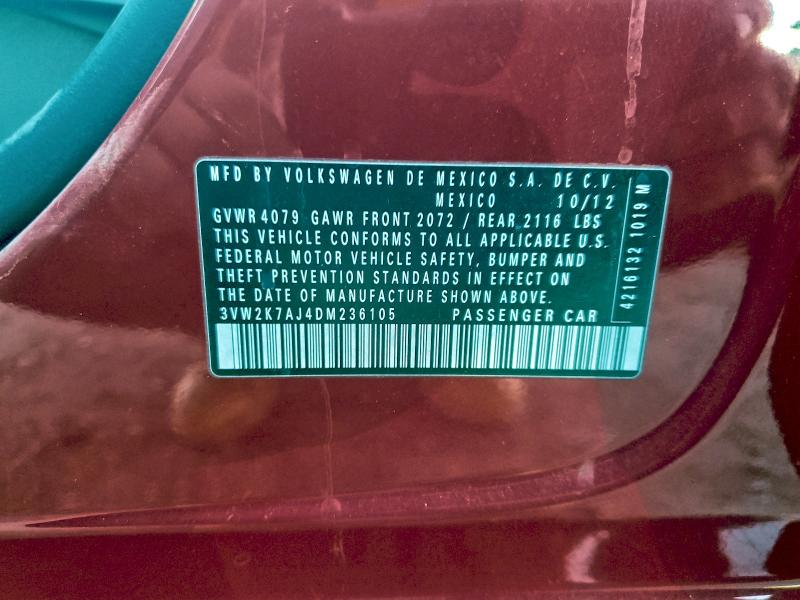 MFD BY VOLKSWAGEN DE MEXICO S.A. DE C.V.
MEXICO 10/12
GVWR 4079 GAWR FRONT 2072 / REAR 2116 LBS
THIS VEHICLE CONFORMS TO ALL APPLICABLE U.S.
FEDERAL MOTOR VEHICLE SAFETY, BUMPER AND
THEFT PREVENTION STANDARDS IN EFFECT ON
THE DATE OF MANUFACTURE SHOWN ABOVE.
3VW2K7AJ4DM236105 PASSENGER CAR
4216132 1019 M